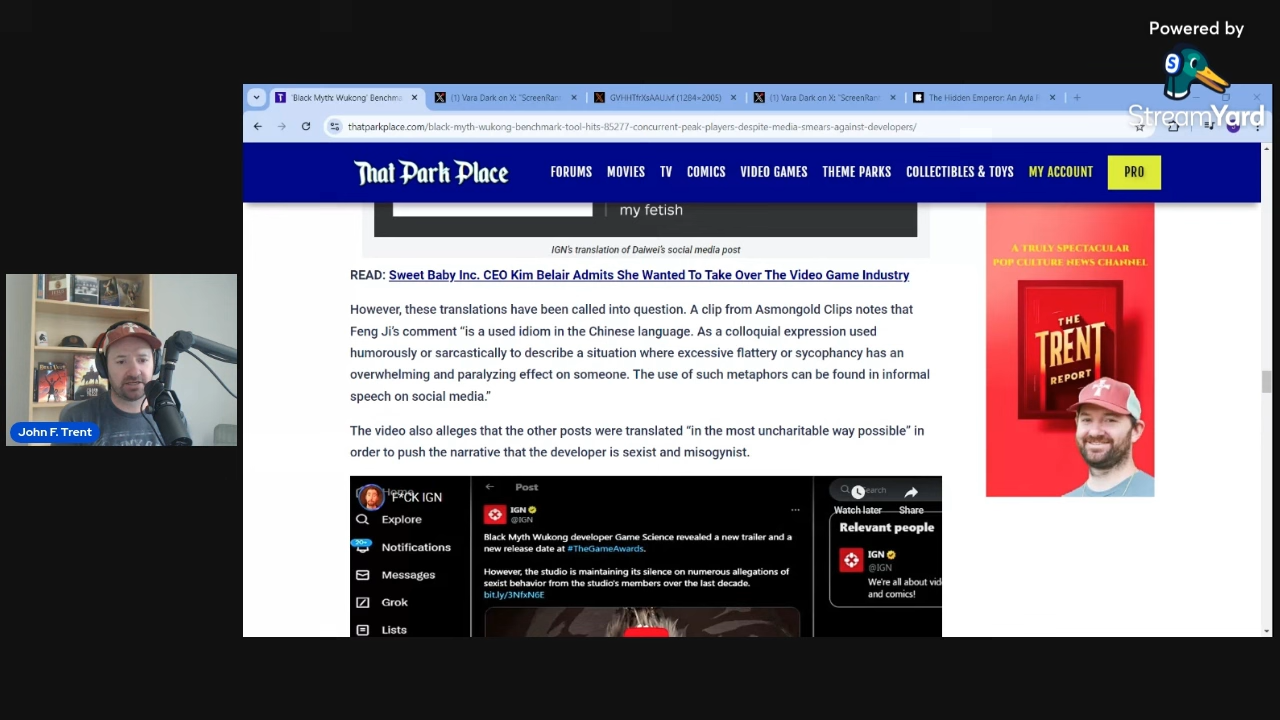 Powered by
StreamYard
'Black Myth: Wukong' Benchma
(1) Vara Dark on X: "ScreenRan
(1264×2005)
(1) Vara Dark on X: "ScreenRan
The Hidden Emperor: An Ayla R
thatparkplace.com/black-myth-wukong-benchmark-tool-hits-85277-concurrent-peak-players-despite-media-smears-against-developers/
That Park Place
FORUMS
MOVIES
TV
COMICS
VIDEO GAMES
THEME PARKS
COLLECTIBLES & TOYS
MY ACCOUNT
PRO
my fetish
IGN's translation of Daiwei's social media post
READ: Sweet Baby Inc. CEO Kim Belair Admits She Wanted To Take Over The Video Game Industry
However, these translations have been called into question. A clip from Asmongold Clips notes that
Feng Ji's comment "is a used idiom in the Chinese language. As a colloquial expression used
humorously or sarcastically to describe a situation where excessive flattery or sycophancy has an
overwhelming and paralyzing effect on someone. The use of such metaphors can be found in informal
speech on social media."
The video also alleges that the other posts were translated "in the most uncharitable way possible" in
order to push the narrative that the developer is sexist and misogynist.
A TRULY SPECTACULAR
POP CULTURE NEWS CHANNEL
THE
TRENT
REPORT
John F. Trent
Home
F*CK IGN
Explore
Notifications
Messages
Grok
Lists
Post
IGN
@IGN
Black Myth Wukong developer Game Science revealed a new trailer and a
new release date at #TheGameAwards.
However, the studio is maintaining its silence on numerous allegations of
sexist behavior from the studio's members over the last decade.
bit.ly/3NfxN6E
Search
Watch later
Share
Relevant people
IGN
@IGN
We're all about vid
and comics!